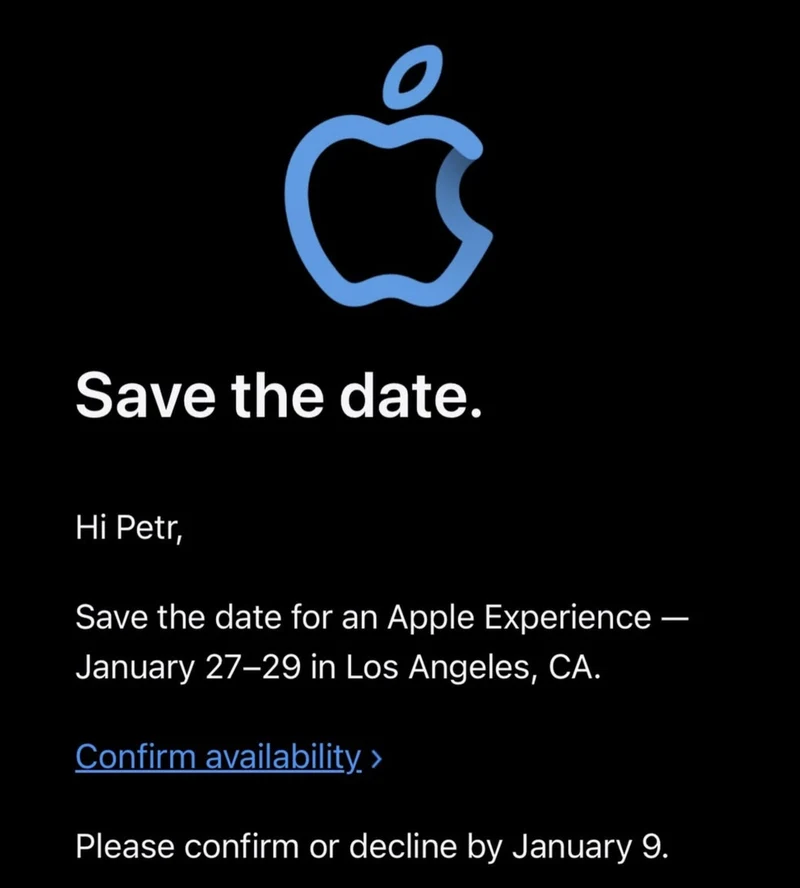 Save the date.
Hi Petr,
Save the date for an Apple Experience —
January 27–29 in Los Angeles, CA.
Confirm availability ›
Please confirm or decline by January 9.